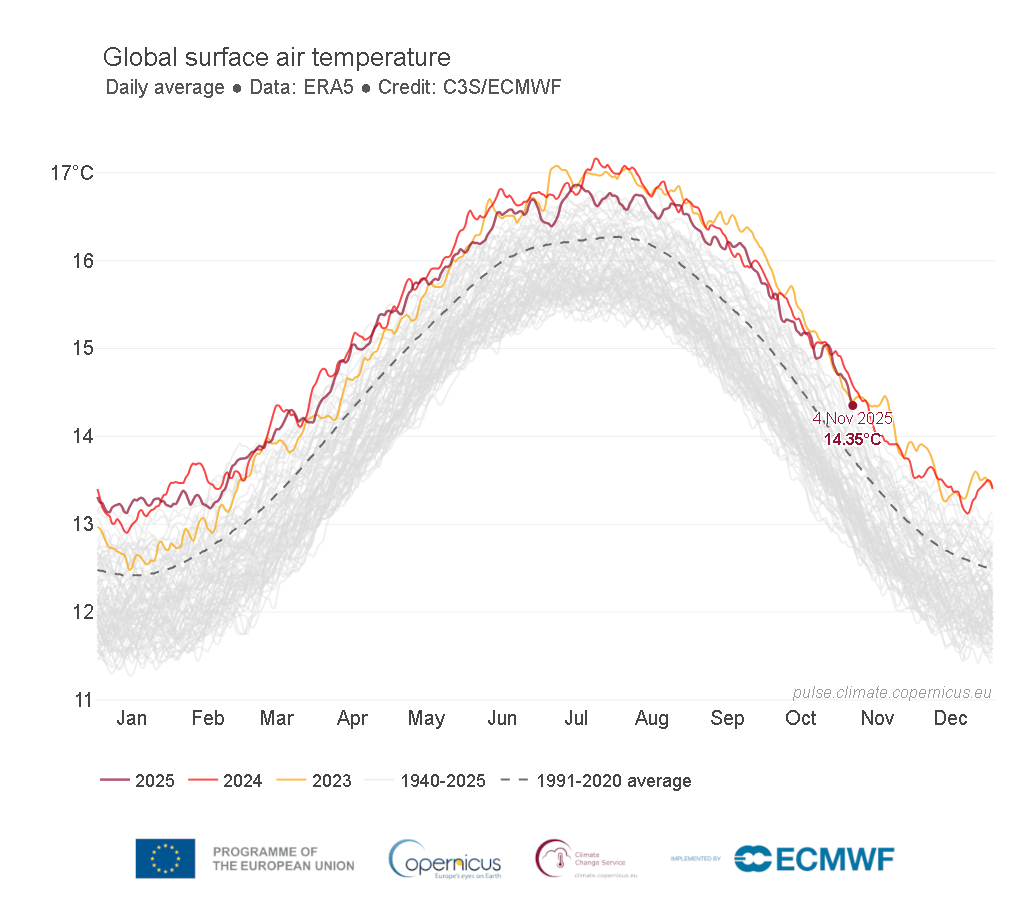 Global surface air temperature
Daily average ● Data: ERA5 ● Credit: C3S/ECMWF
17°C
16
15
14
13
12
11
4 Nov 2025
14.35°C
pulse.climate.copernicus.eu
Jan Feb Mar Apr May Jun Jul Aug Sep Oct Nov Dec
2025 2024 2023 1940-2025 1991-2020 average
PROGRAMME OF
THE EUROPEAN UNION
opernicus
Europe's eyes on Earth
Climate
Change Service
climate.copernicus.eu
IMPLEMENTED BY
ECMWF